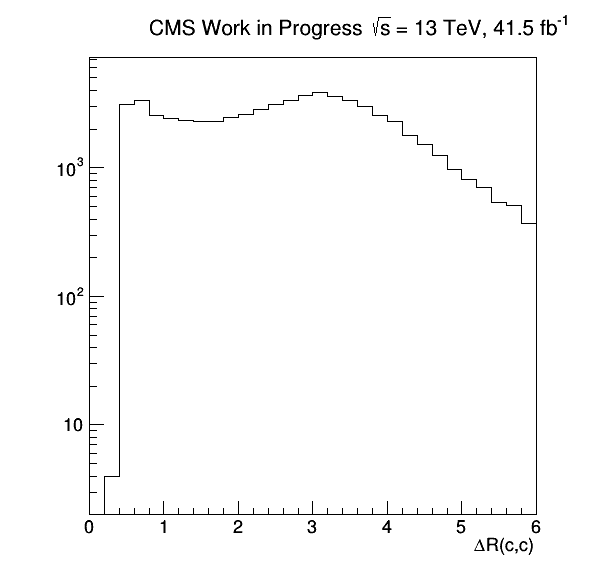 CMS Work in Progress √s = 13 TeV, 41.5 fb⁻¹
10³
10²
10
0 1 2 3 4 5 6
ΔR(c,c)